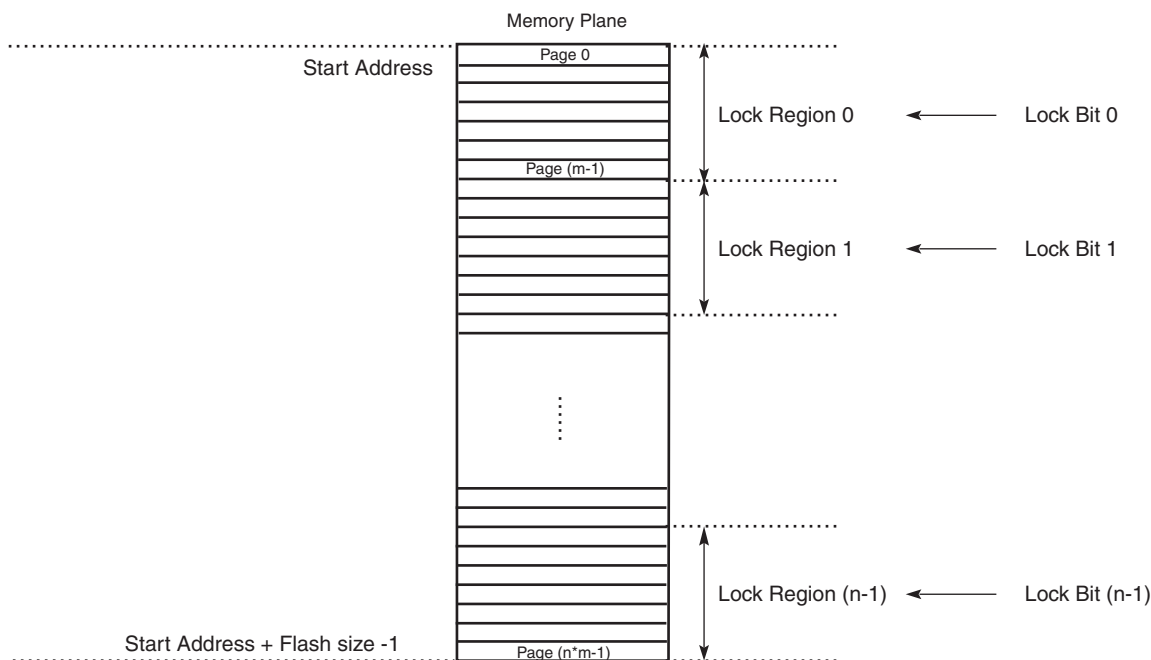 Memory Plane
Page 0
Start Address
Lock Region 0
Lock Bit 0
Page (m-1)
Lock Region 1
Lock Bit 1
Lock Region (n-1)
Lock Bit (n-1)
Start Address + Flash size -1
Page (n*m-1)